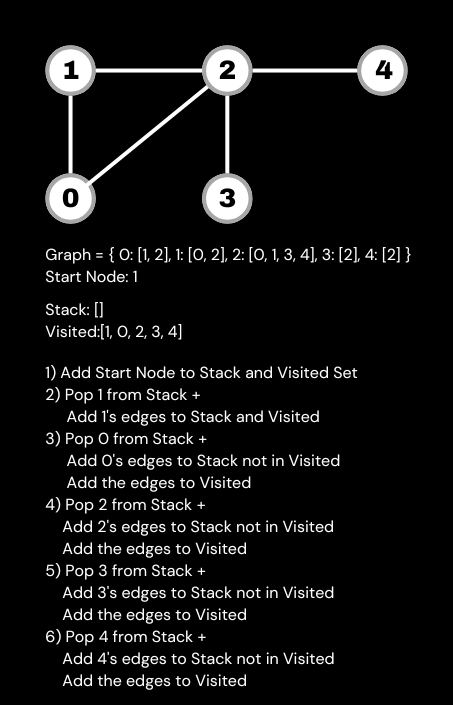 1 2 4
0 3
Graph = { 0: [1, 2], 1: [0, 2], 2: [0, 1, 3, 4], 3: [2], 4: [2] }
Start Node: 1
Stack: []
Visited:[1, 0, 2, 3, 4]
1) Add Start Node to Stack and Visited Set
2) Pop 1 from Stack +
Add 1's edges to Stack and Visited
3) Pop 0 from Stack +
Add 0's edges to Stack not in Visited
Add the edges to Visited
4) Pop 2 from Stack +
Add 2's edges to Stack not in Visited
Add the edges to Visited
5) Pop 3 from Stack +
Add 3's edges to Stack not in Visited
Add the edges to Visited
6) Pop 4 from Stack +
Add 4's edges to Stack not in Visited
Add the edges to Visited